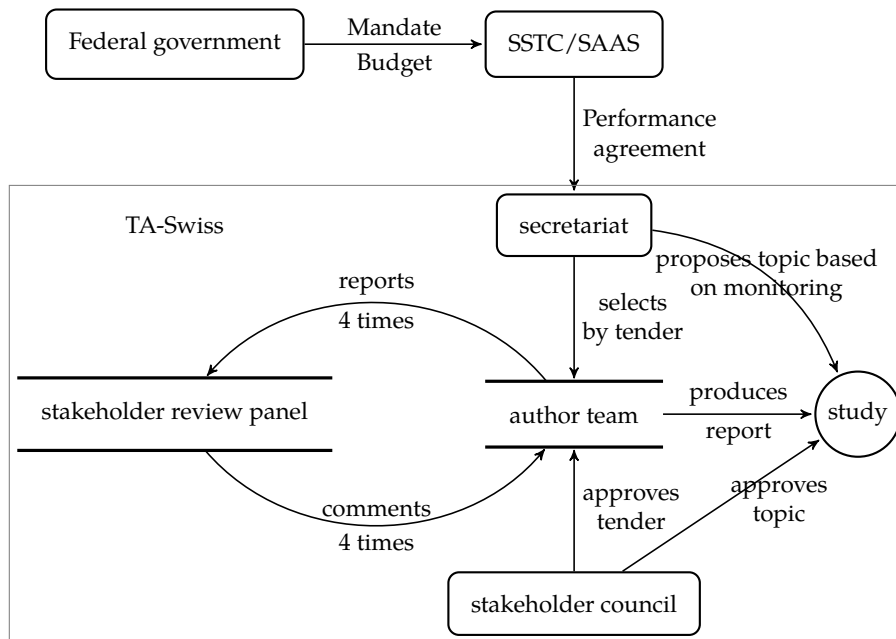 Federal government
Mandate
Budget
SSTC/SAAS
Performance
agreement
TA-Swiss
secretariat
proposes topic based
on monitoring
reports
4 times
selects
by tender
stakeholder review panel
author team
produces
report
study
comments
4 times
approves
tender
approves
topic
stakeholder council